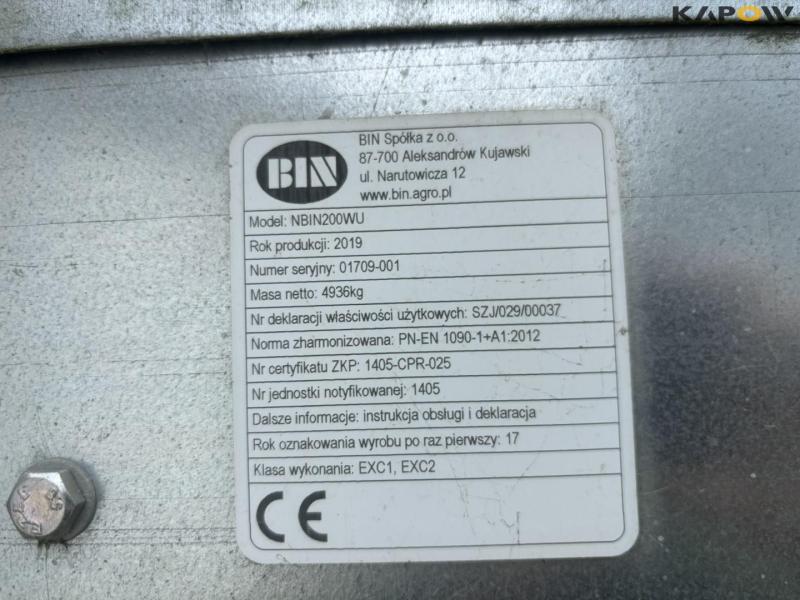 KAPOW
BIN
BIN Spółka z o.o.
87-700 Aleksandrów Kujawski
ul. Narutowicza 12
www.bin.agro.pl
Model: NBIN200WU
Rok produkcji: 2019
Numer seryjny: 01709-001
Masa netto: 4936kg
Nr deklaracji właściwości użytkowych: SZJ/029/00037
Norma zharmonizowana: PN-EN 1090-1+A1:2012
Nr certyfikatu ZKP: 1405-CPR-025
Nr jednostki notyfikowanej: 1405
Dalsze informacje: instrukcja obsługi i deklaracja
Rok oznakowania wyrobu po raz pierwszy: 17
Klasa wykonania: EXC1, EXC2
CE